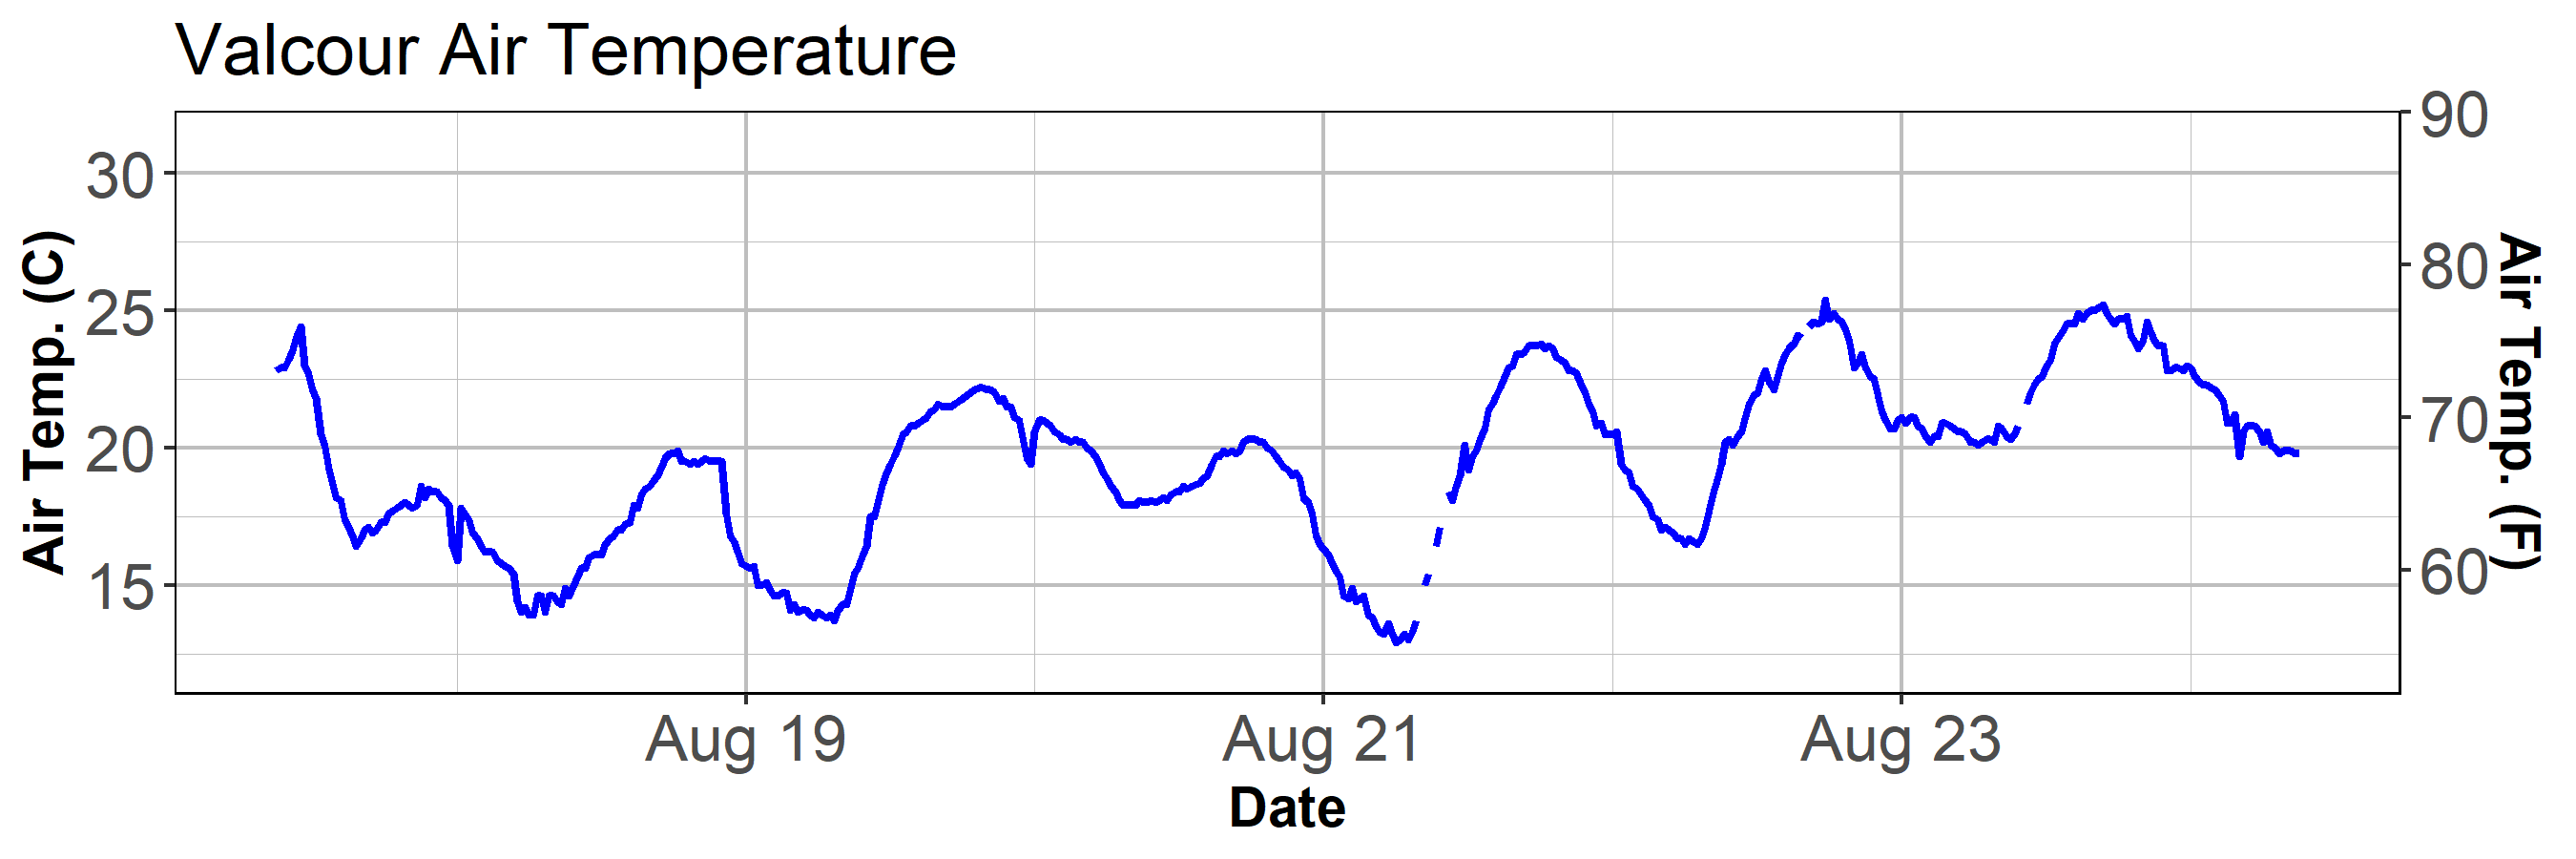 Valcour Air Temperature
Air Temp. (C)
30
25
20
15
90
80
70
60
Air Temp. (F)
Aug 19
Aug 21
Aug 23
Date